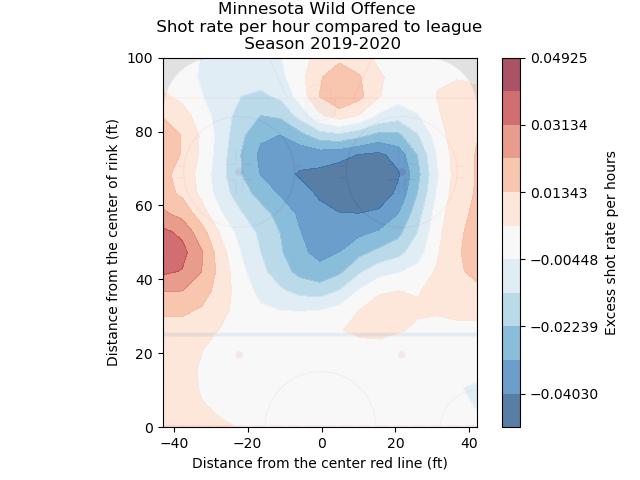 Minnesota Wild Offence
Shot rate per hour compared to league
Season 2019-2020
100
80
60
40
20
0
−40
−20
0
20
40
Distance from the center red line (ft)
Distance from the center of rink (ft)
0.04925
0.03134
0.01343
−0.00448
−0.02239
−0.04030
Excess shot rate per hours